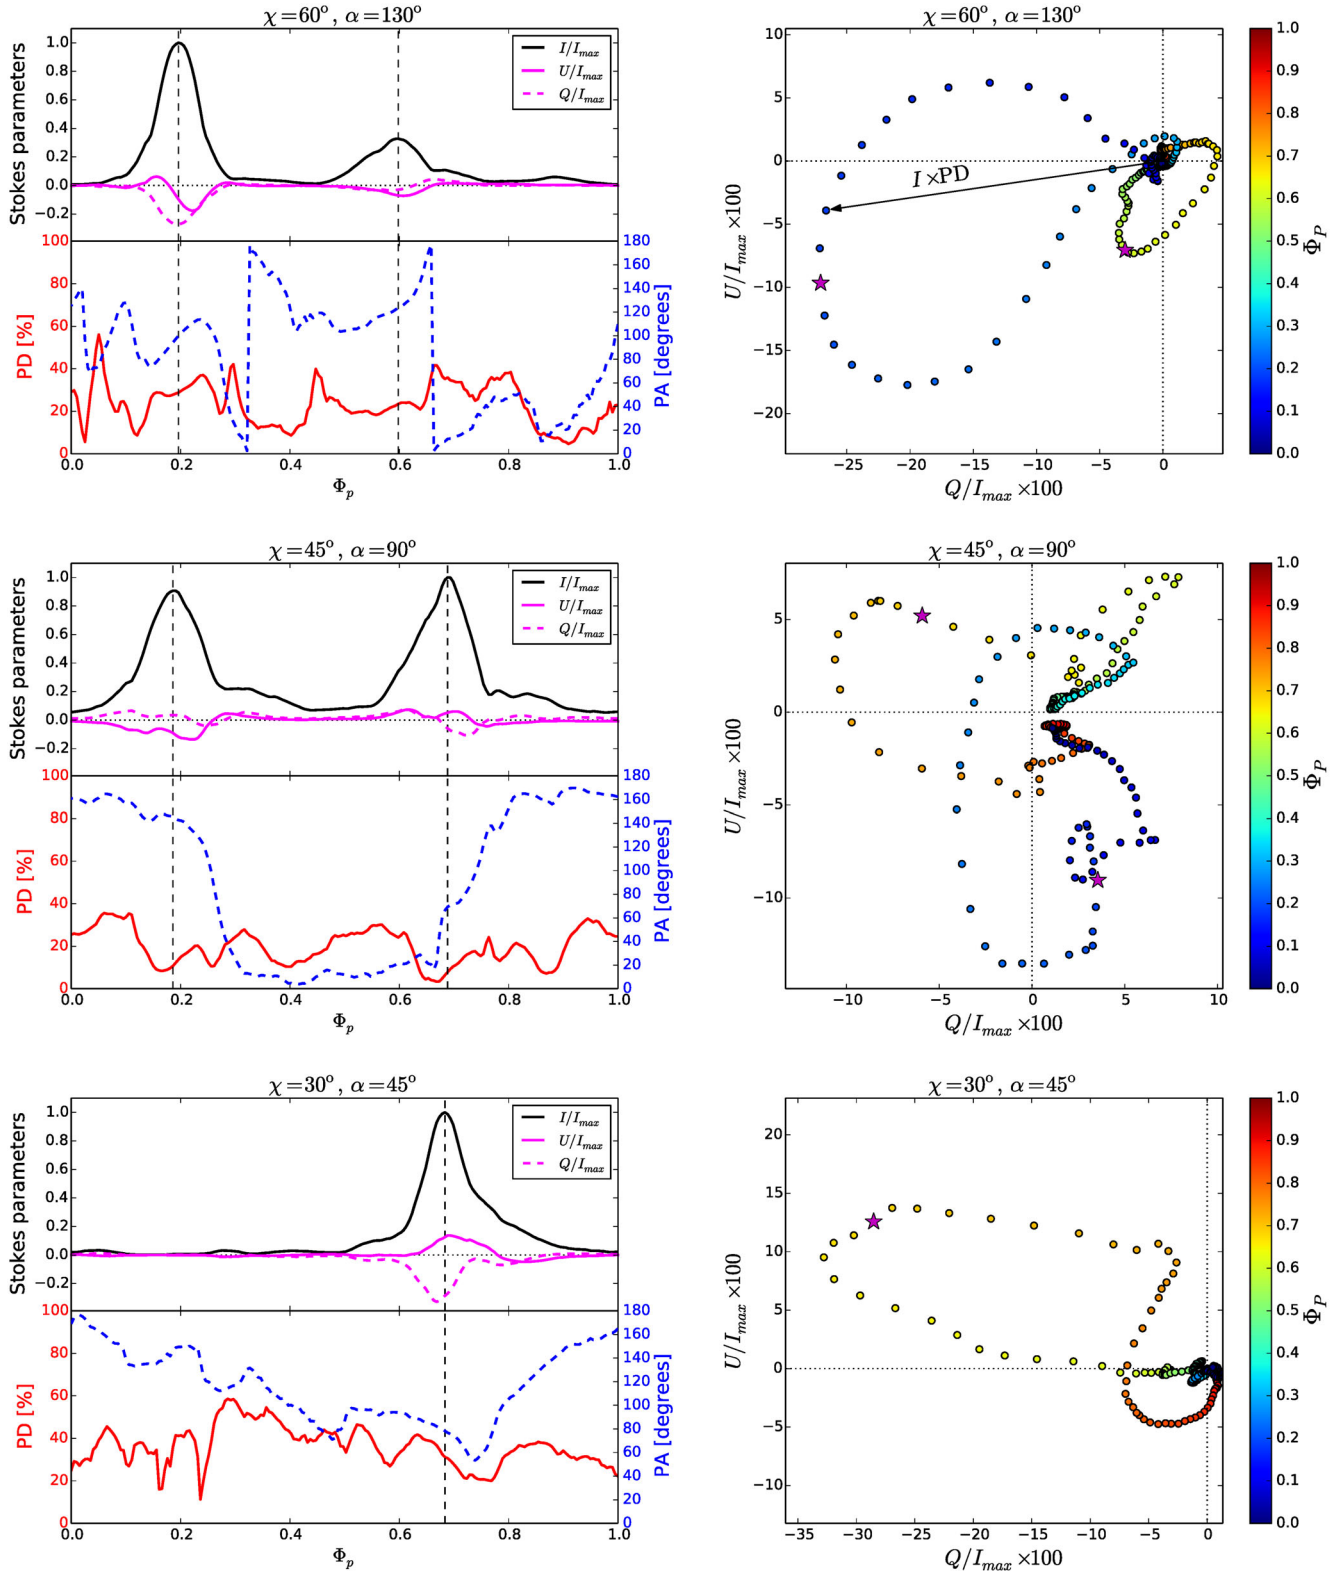 χ=60°, α=130°
Stokes parameters
1.0
0.8
0.6
0.4
0.2
0.0
−0.2
I/I_max
U/I_max
Q/I_max
PD [%]
100
80
60
40
20
0
PA [degrees]
180
160
140
120
100
80
60
40
20
0
0.0 0.2 0.4 0.6 0.8 1.0
Φ_p
χ=60°, α=130°
U/I_max ×100
10
5
0
−5
−10
−15
−20
I×PD
−25 −20 −15 −10 −5 0
Q/I_max ×100
1.0
0.9
0.8
0.7
0.6
0.5
0.4
0.3
0.2
0.1
0.0
Φ_P
χ=45°, α=90°
Stokes parameters
1.0
0.8
0.6
0.4
0.2
0.0
−0.2
I/I_max
U/I_max
Q/I_max
PD [%]
100
80
60
40
20
0
PA [degrees]
180
160
140
120
100
80
60
40
20
0
0.0 0.2 0.4 0.6 0.8 1.0
Φ_p
χ=45°, α=90°
U/I_max ×100
5
0
−5
−10
−10 −5 0 5 10
Q/I_max ×100
1.0
0.9
0.8
0.7
0.6
0.5
0.4
0.3
0.2
0.1
0.0
Φ_P
χ=30°, α=45°
Stokes parameters
1.0
0.8
0.6
0.4
0.2
0.0
−0.2
I/I_max
U/I_max
Q/I_max
PD [%]
100
80
60
40
20
0
PA [degrees]
180
160
140
120
100
80
60
40
20
0
0.0 0.2 0.4 0.6 0.8 1.0
Φ_p
χ=30°, α=45°
U/I_max ×100
20
15
10
5
0
−5
−10
−35 −30 −25 −20 −15 −10 −5 0
Q/I_max ×100
1.0
0.9
0.8
0.7
0.6
0.5
0.4
0.3
0.2
0.1
0.0
Φ_P